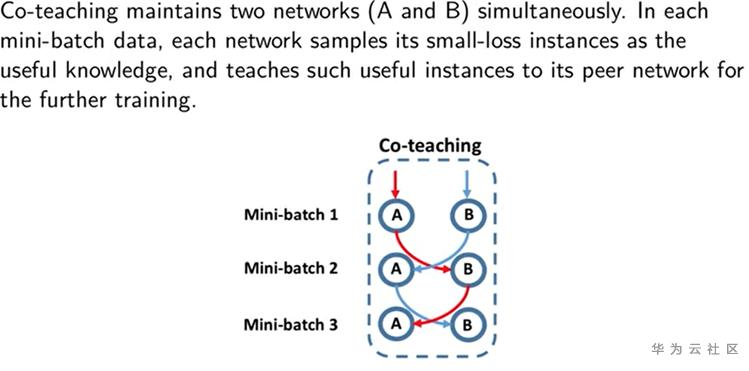 Co-teaching maintains two networks (A and B) simultaneously. In each
mini-batch data, each network samples its small-loss instances as the
useful knowledge, and teaches such useful instances to its peer network for
the further training.
Co-teaching
Mini-batch 1 A B
Mini-batch 2 A B
Mini-batch 3 A B
华为云社区